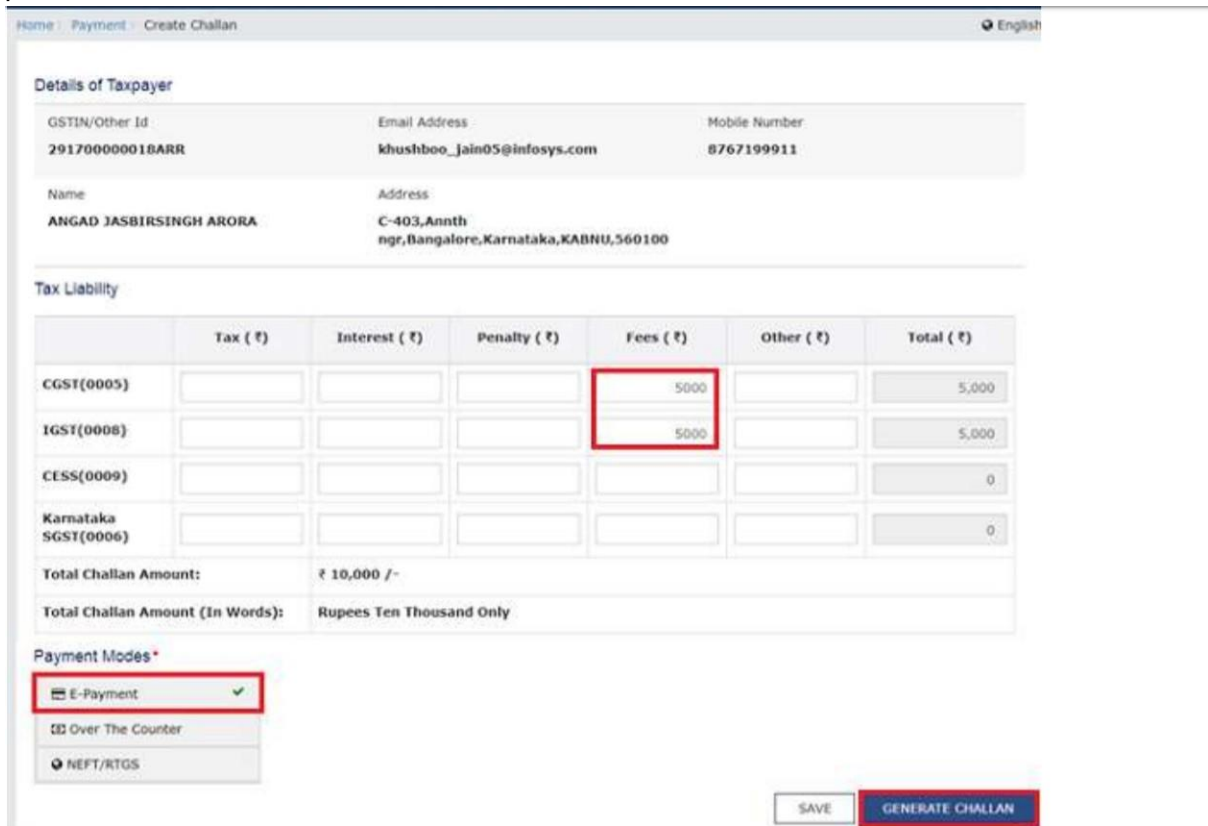 Home Payment Create Challan English
Details of Taxpayer
GSTIN/Other Id Email Address Mobile Number
291700000018ARR khushboo_jain05@infosys.com 8767199911
Name Address
ANGAD JASBIRSINGH ARORA C-403,Annth
ngr,Bangalore,Karnataka,KABNU,560100
Tax Liability
Tax ( ₹) Interest ( ₹) Penalty ( ₹) Fees ( ₹) Other ( ₹) Total ( ₹)
CGST(0005) 5000 5,000
IGST(0008) 5000 5,000
CESS(0009) 0
Karnataka
SGST(0006) 0
Total Challan Amount: ₹ 10,000 /-
Total Challan Amount (In Words): Rupees Ten Thousand Only
Payment Modes*
E-Payment
Over The Counter
NEFT/RTGS
SAVE GENERATE CHALLAN